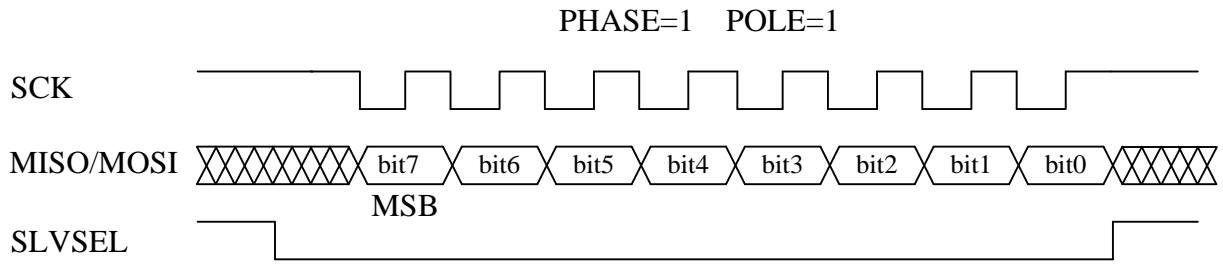 PHASE=1 POLE=1
SCK
MISO/MOSI bit7 bit6 bit5 bit4 bit3 bit2 bit1 bit0
MSB
SLVSEL